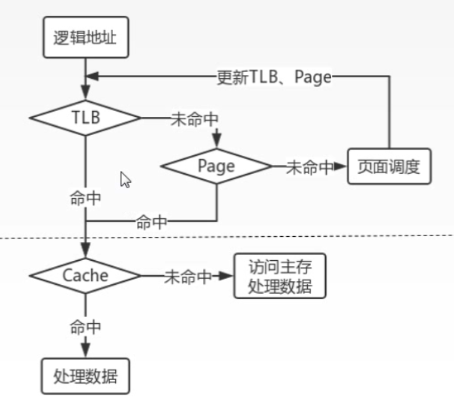 逻辑地址
更新TLB、Page
TLB
未命中
Page
未命中
页面调度
命中
命中
Cache
未命中
访问主存
处理数据
命中
处理数据